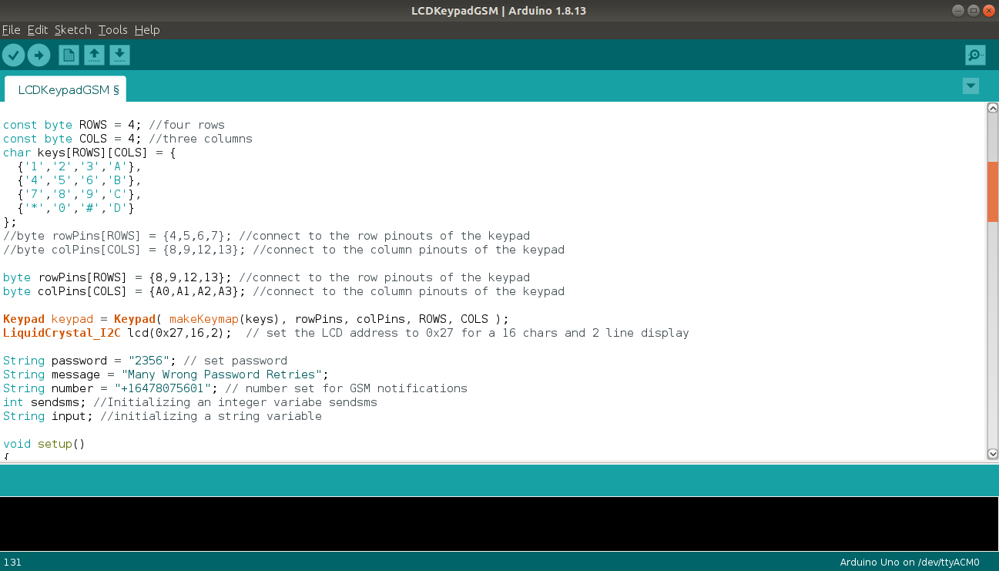 LCDKeypadGSM | Arduino 1.8.13
File Edit Sketch Tools Help
LCDKeypadGSM §
const byte ROWS = 4; //four rows
const byte COLS = 4; //three columns
char keys[ROWS][COLS] = {
  {'1','2','3','A'},
  {'4','5','6','B'},
  {'7','8','9','C'},
  {'*','0','#','D'}
};
//byte rowPins[ROWS] = {4,5,6,7}; //connect to the row pinouts of the keypad
//byte colPins[COLS] = {8,9,12,13}; //connect to the column pinouts of the keypad
byte rowPins[ROWS] = {8,9,12,13}; //connect to the row pinouts of the keypad
byte colPins[COLS] = {A0,A1,A2,A3}; //connect to the column pinouts of the keypad
Keypad keypad = Keypad( makeKeymap(keys), rowPins, colPins, ROWS, COLS );
LiquidCrystal_I2C lcd(0x27,16,2);  // set the LCD address to 0x27 for a 16 chars and 2 line display
String password = "2356"; // set password
String message = "Many Wrong Password Retries";
String number = "+16478075601"; // number set for GSM notifications
int sendsms; //Initializing an integer variabe sendsms
String input; //initializing a string variable
void setup()
{
131
Arduino Uno on /dev/ttyACM0